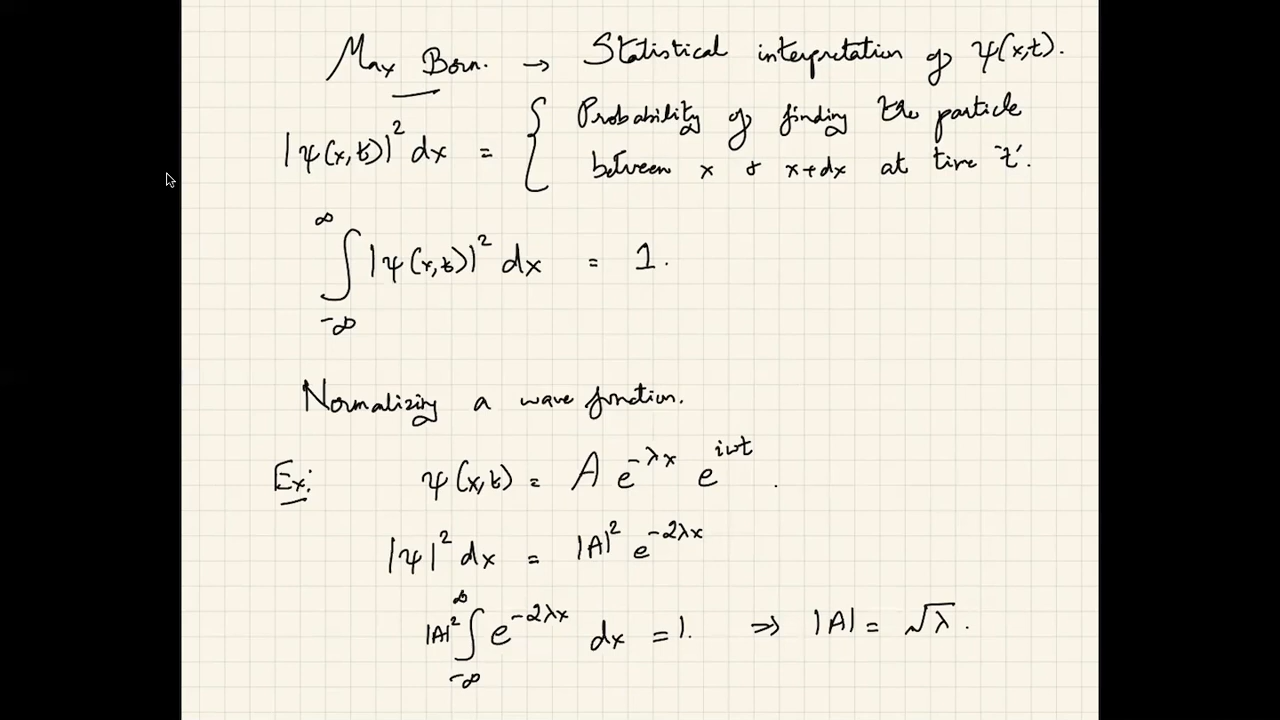 Max Born. → Statistical interpretation of ψ(x,t).
|ψ(x,t)|² dx = { Probability of finding the particle
between x & x+dx at time 't'.
∫_{-∞}^{∞} |ψ(x,t)|² dx = 1.
Normalizing a wave function.
Ex: ψ(x,t) = A e^{-λx} e^{iωt} .
|ψ|² dx = |A|² e^{-2λx}
|A|² ∫_{-∞}^{∞} e^{-2λx} dx = 1. ⇒ |A| = √λ.